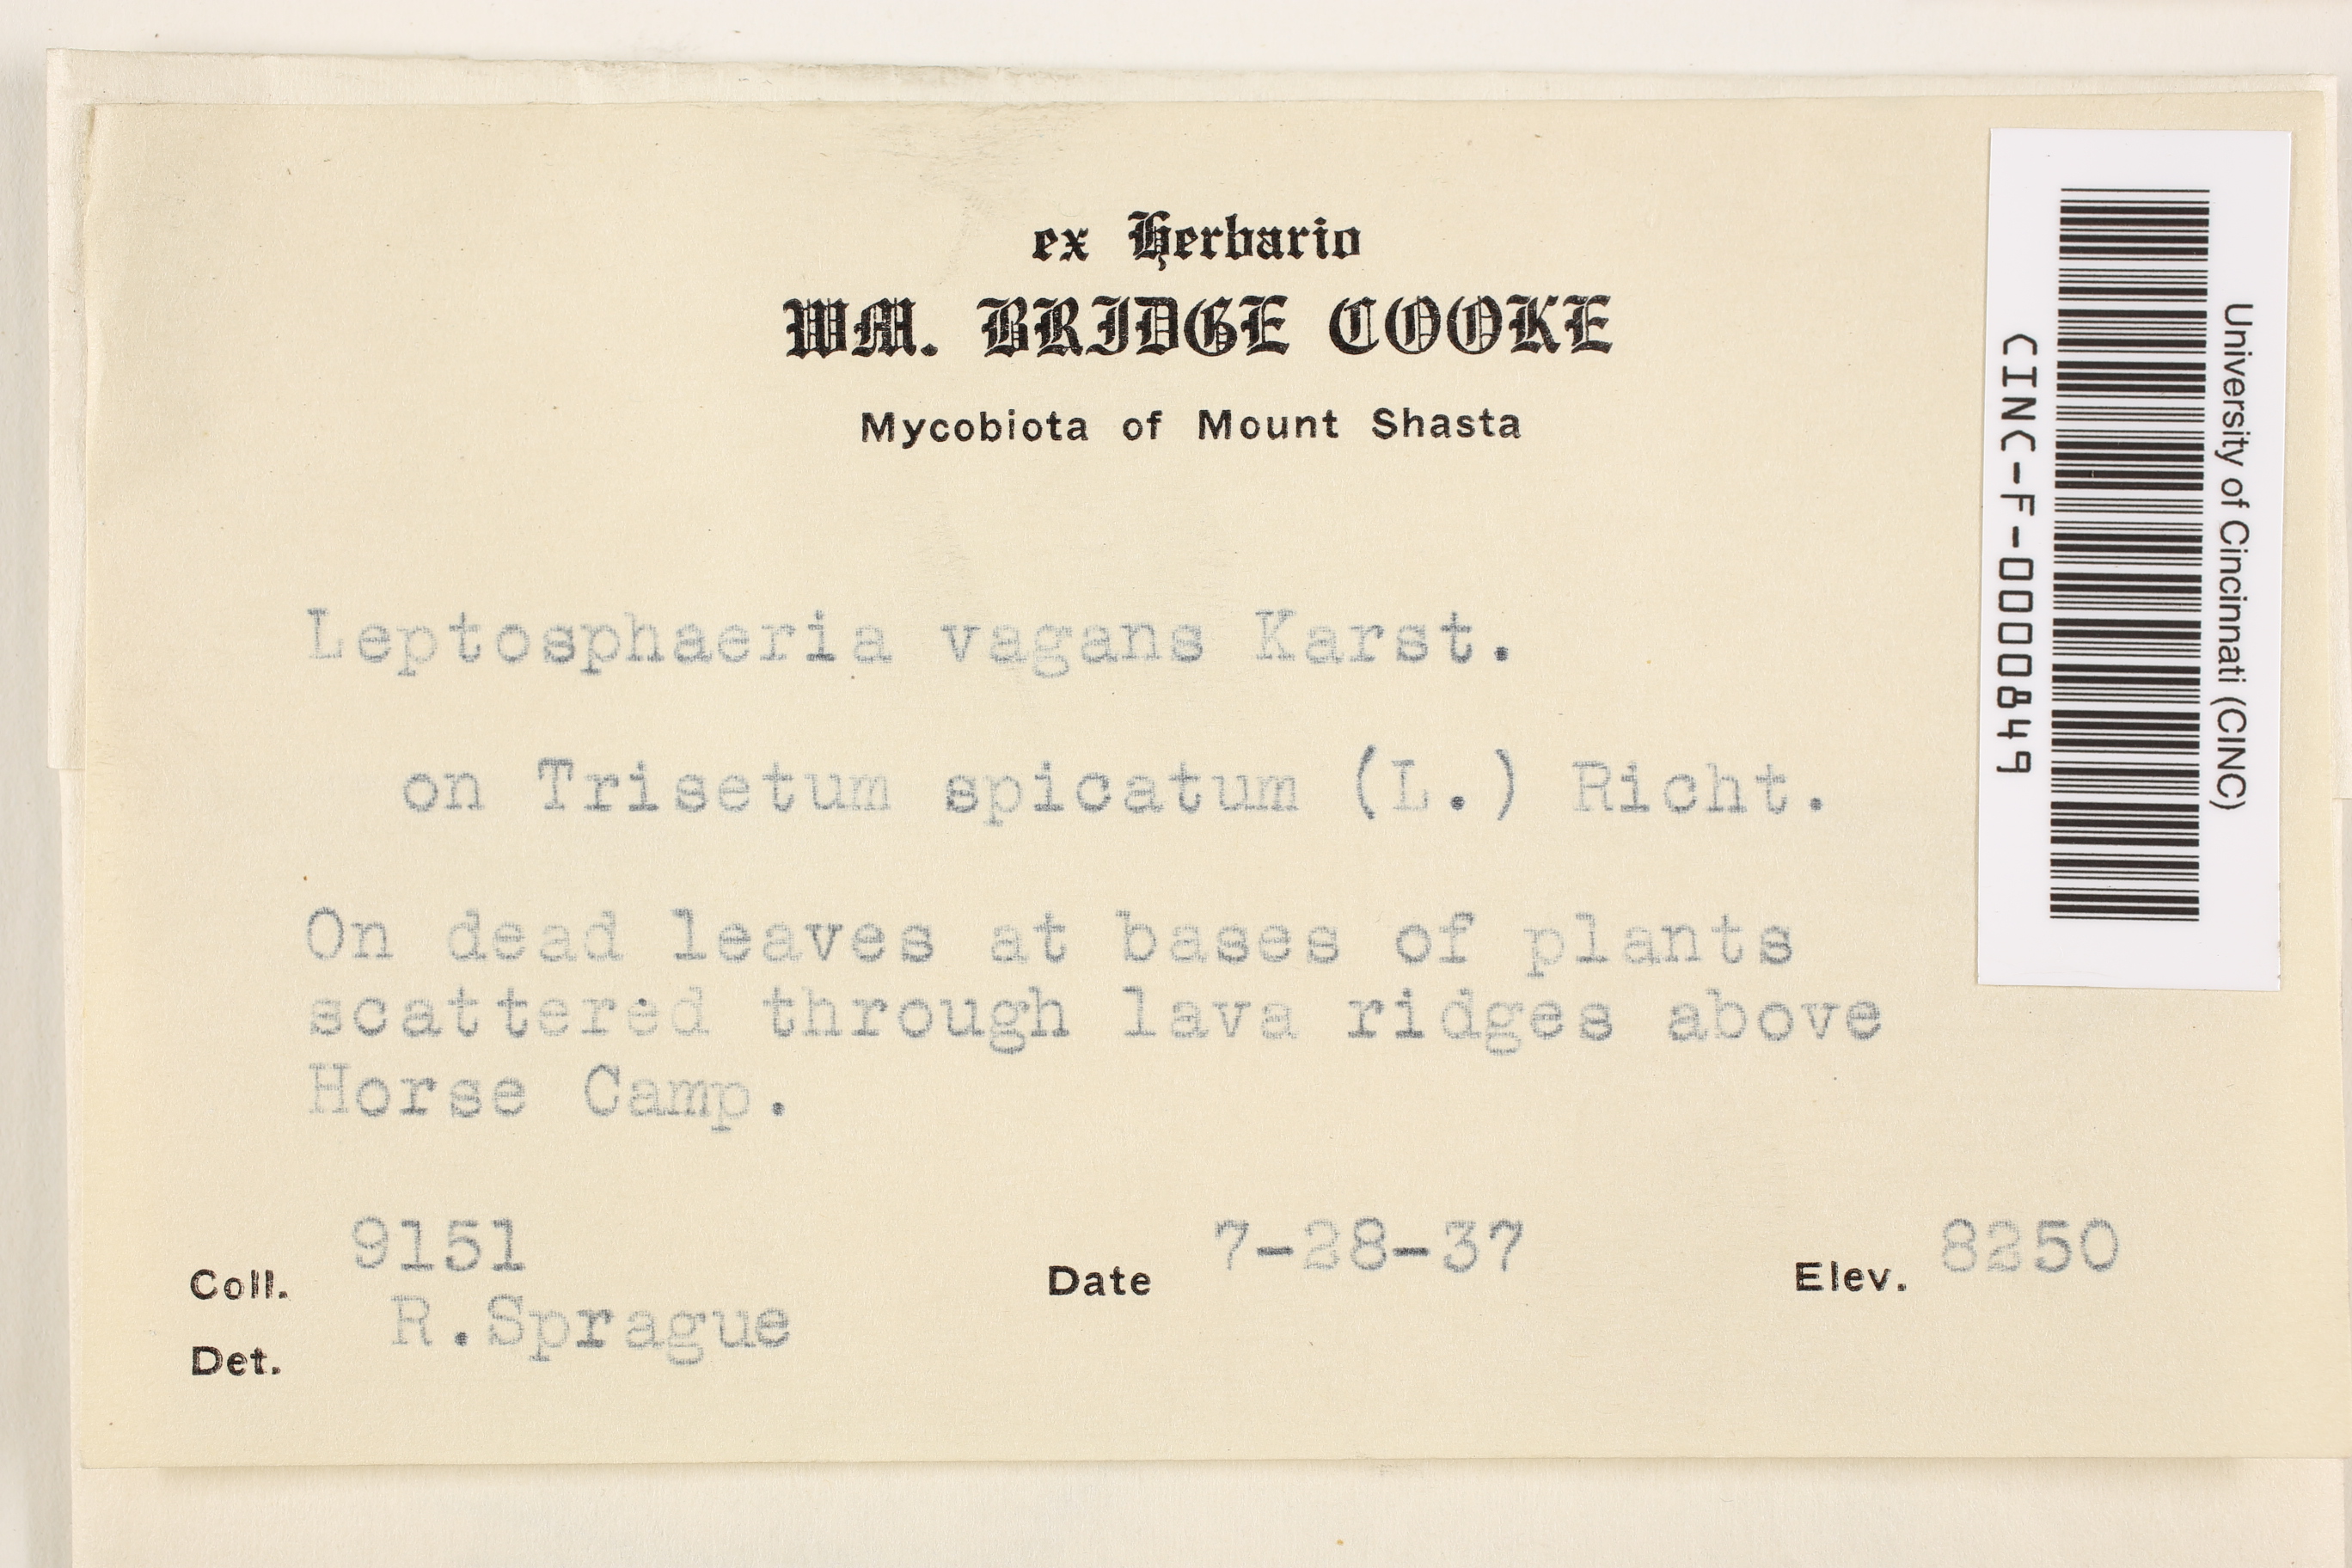 ex Herbario
WM. BRIDGE COOKE
Mycobiota of Mount Shasta
Leptosphaeria vagans Karst.
on Trisetum spicatum (L.) Richt.
On dead leaves at bases of plants
scattered through lava ridges above
Horse Camp.
Coll. 9151
Date 7-28-37
Elev. 8250
Det. R.Sprague
University of Cincinnati (CINC)
CINC-F-0000849